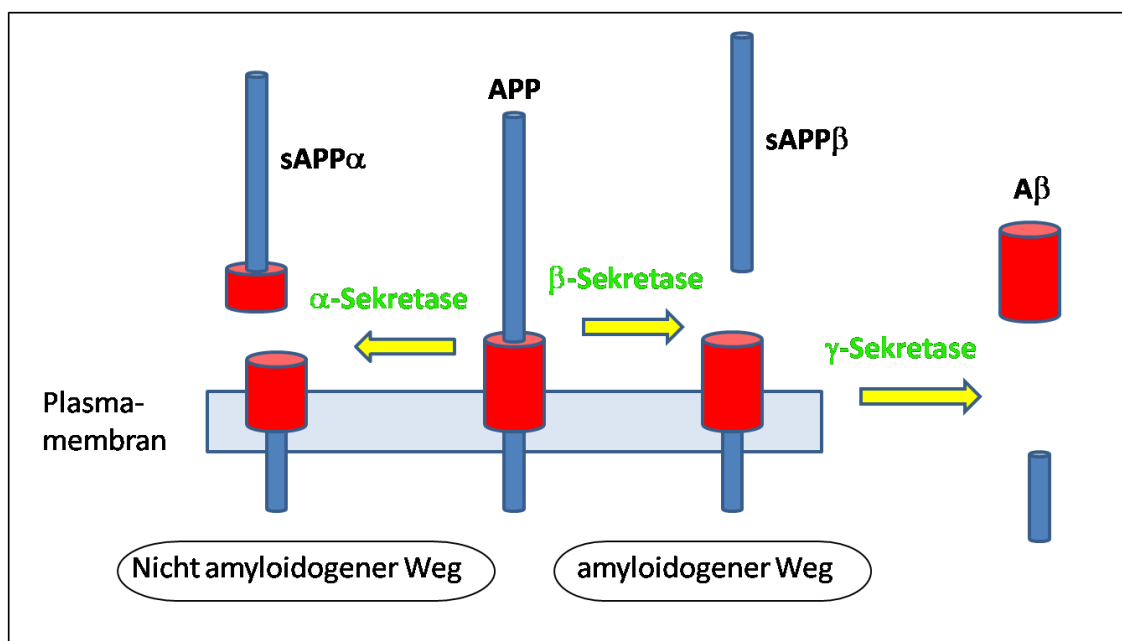 APP
sAPPα
sAPPβ
Aβ
α-Sekretase
β-Sekretase
γ-Sekretase
Plasma-
membran
Nicht amyloidogener Weg
amyloidogener Weg